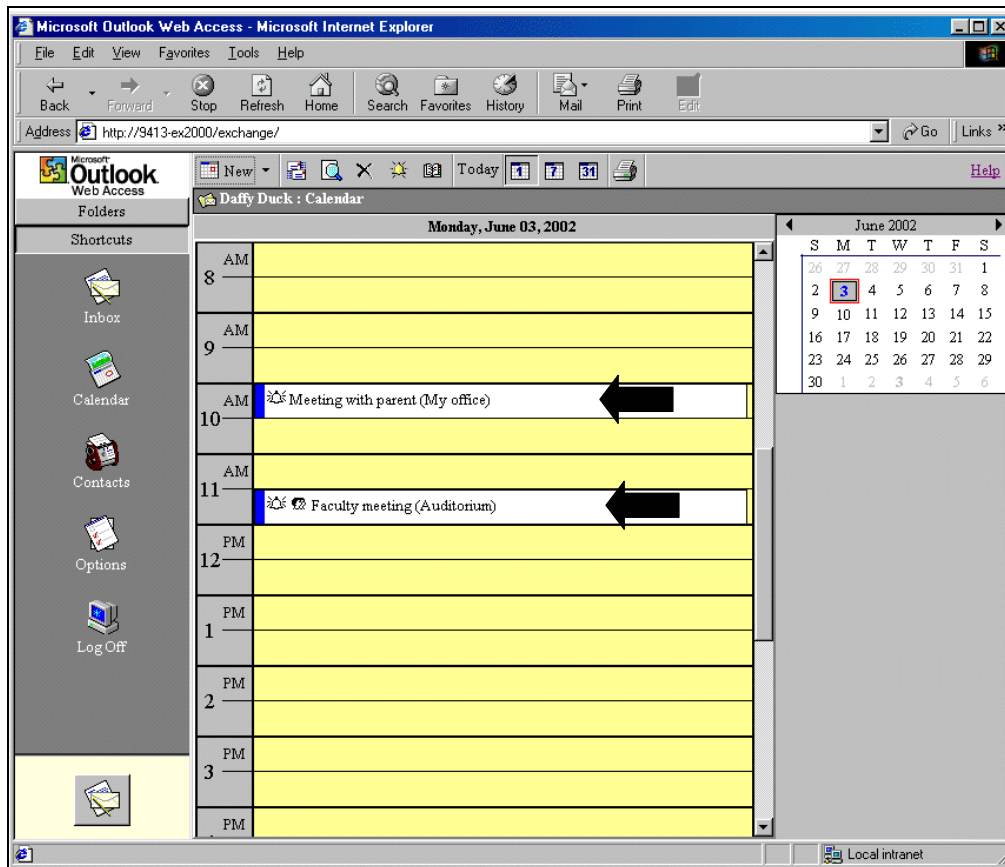 Microsoft Outlook Web Access - Microsoft Internet Explorer
File Edit View Favorites Tools Help
Back Forward Stop Refresh Home Search Favorites History Mail Print Edit
Address http://9413-ex2000/exchange/ Go Links »
Microsoft Outlook Web Access
New Today 1 7 31 Help
Folders
Daffy Duck : Calendar
Shortcuts
Monday, June 03, 2002
June 2002
S M T W T F S
26 27 28 29 30 31 1
2 3 4 5 6 7 8
9 10 11 12 13 14 15
16 17 18 19 20 21 22
23 24 25 26 27 28 29
30 1 2 3 4 5 6
Inbox
Calendar
Contacts
Options
Log Off
8 AM
9 AM
10 AM Meeting with parent (My office)
11 AM
Faculty meeting (Auditorium)
12 PM
1 PM
2 PM
3 PM
PM
Local intranet